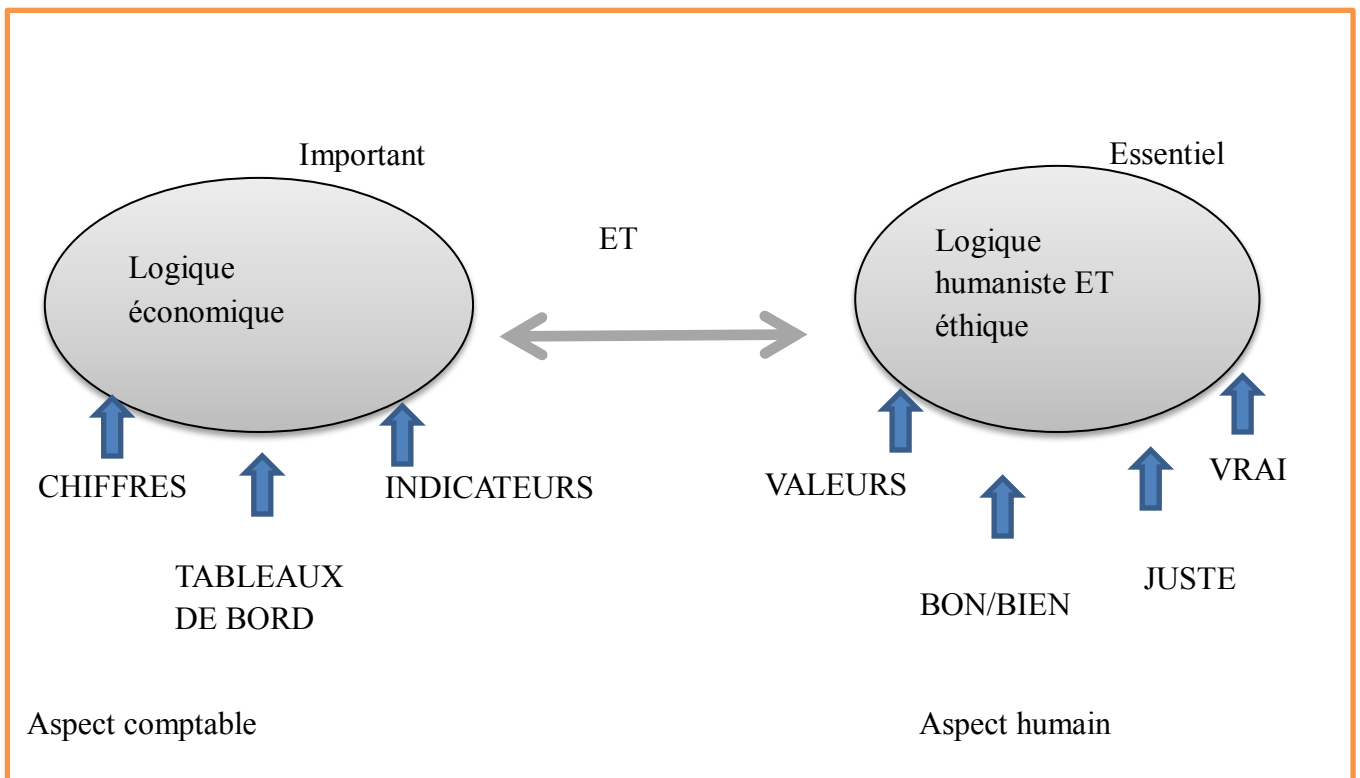 Important
Essentiel
ET
Logique
économique
Logique
humaniste ET
éthique
CHIFFRES
INDICATEURS
VALEURS
VRAI
TABLEAUX
DE BORD
BON/BIEN
JUSTE
Aspect comptable
Aspect humain